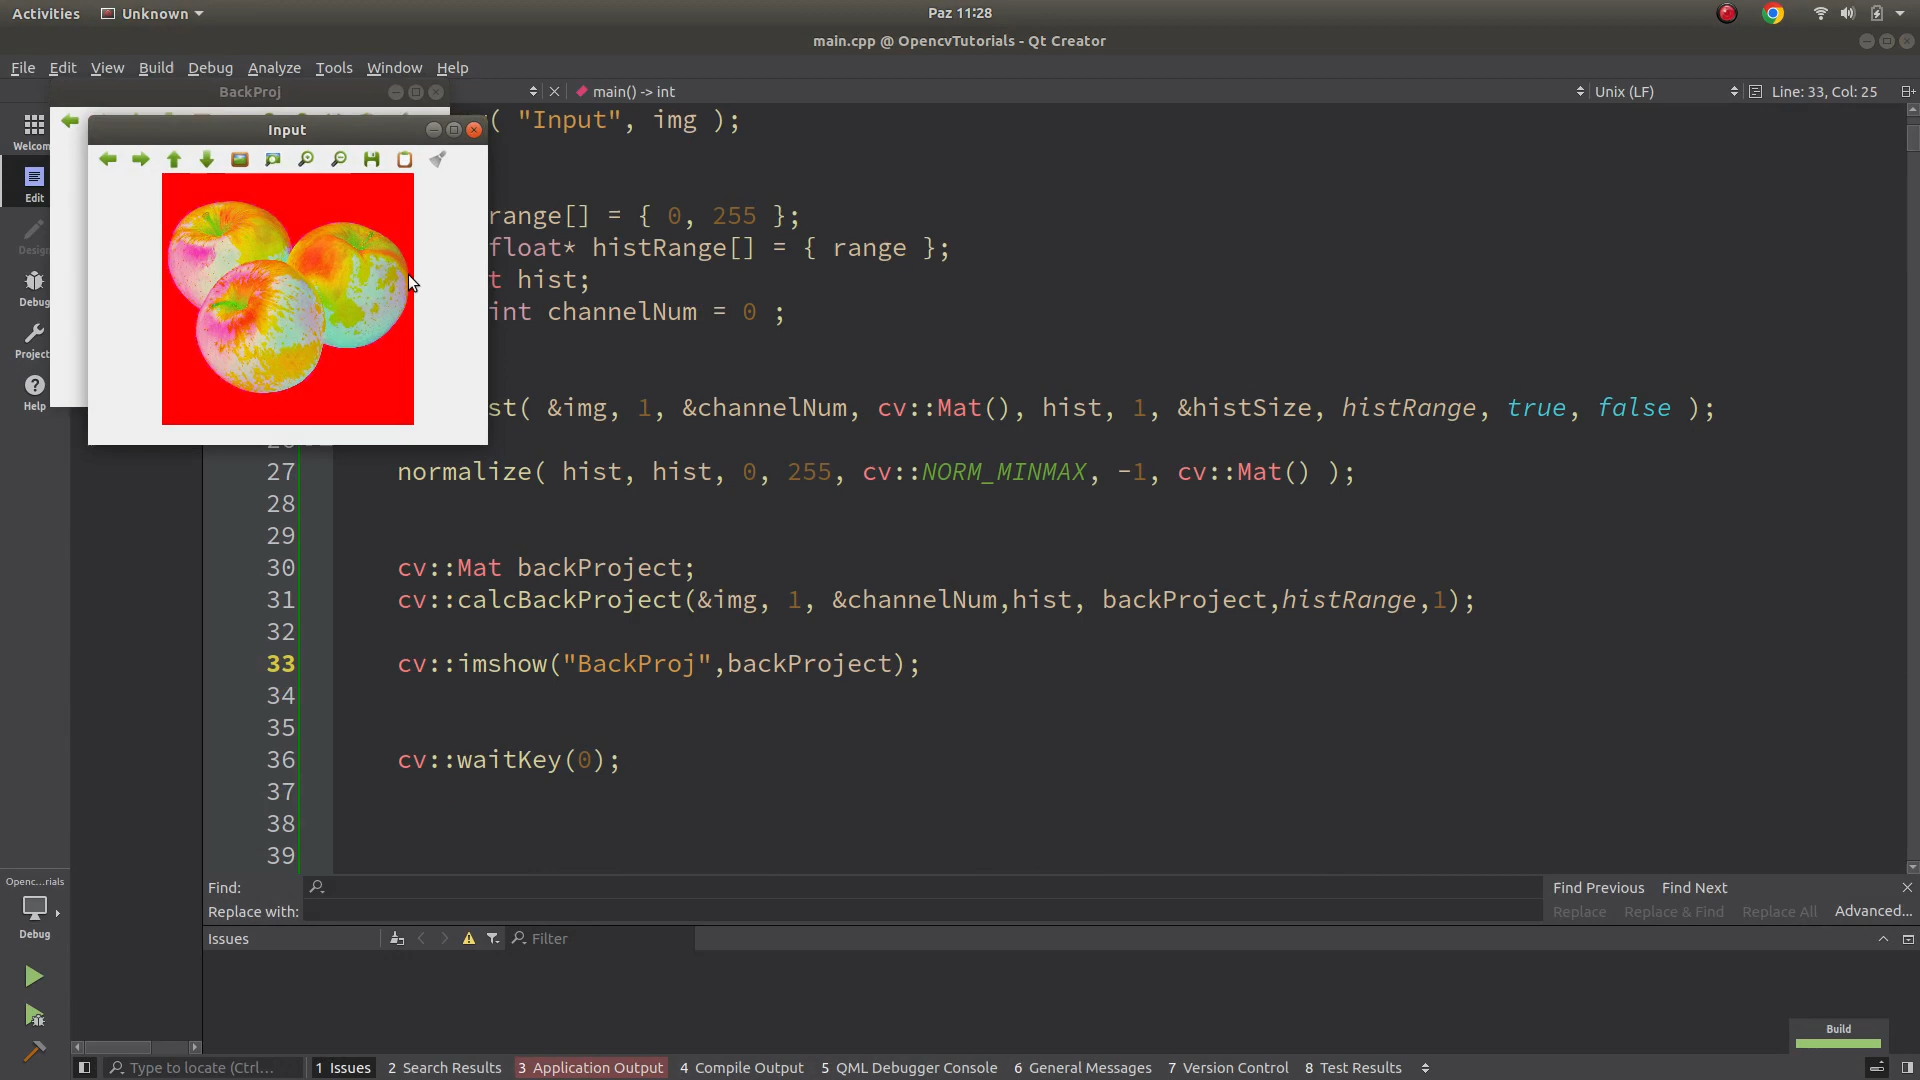 Activities Unknown Paz 11:28
main.cpp @ OpencvTutorials - Qt Creator
File Edit View Build Debug Analyze Tools Window Help
BackProj main() -> int Unix (LF) Line: 33, Col: 25
Input
Welcom
Edit
Design
Debug
Project
Help
( "Input", img );
range[] = { 0, 255 };
float* histRange[] = { range };
t hist;
int channelNum = 0 ;
st( &img, 1, &channelNum, cv::Mat(), hist, 1, &histSize, histRange, true, false );
27 normalize( hist, hist, 0, 255, cv::NORM_MINMAX, -1, cv::Mat() );
28
29
30 cv::Mat backProject;
31 cv::calcBackProject(&img, 1, &channelNum,hist, backProject,histRange,1);
32
33 cv::imshow("BackProj",backProject);
34
35
36 cv::waitKey(0);
37
38
39
Find: Find Previous Find Next
Replace with: Replace Replace & Find Replace All Advanced...
Openc...rials
Debug
Issues Filter
Build
Type to locate (Ctrl... 1 Issues 2 Search Results 3 Application Output 4 Compile Output 5 QML Debugger Console 6 General Messages 7 Version Control 8 Test Results